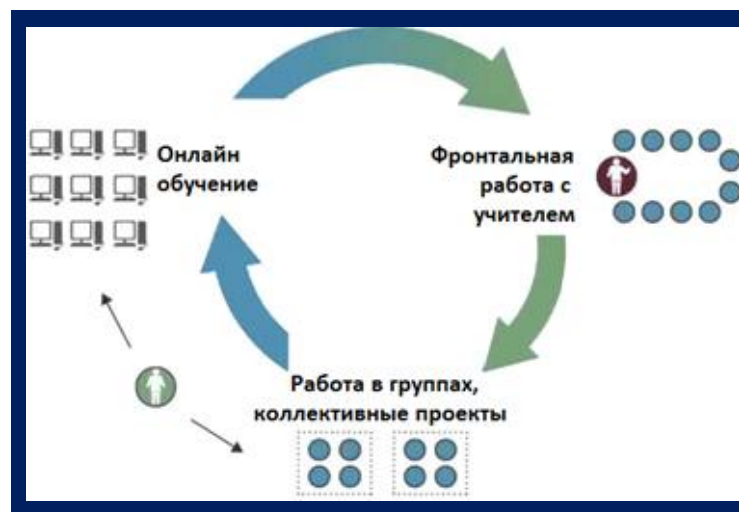 Онлайн
обучение
Фронтальная
работа с
учителем
Работа в группах,
коллективные проекты